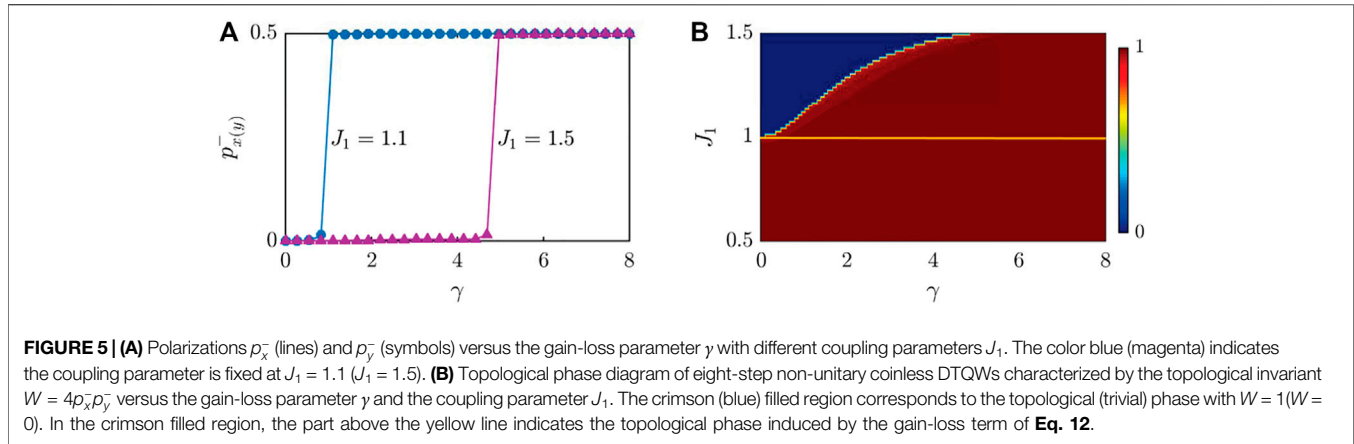 A
B
0.5
0
p⁻x(y)
J₁ = 1.1
J₁ = 1.5
0 2 4 6 8
γ
1.5
1
0.5
J₁
0 2 4 6 8
γ
1
0
FIGURE 5 | (A) Polarizations pₓ⁻ (lines) and p_y⁻ (symbols) versus the gain-loss parameter γ with different coupling parameters J₁. The color blue (magenta) indicates
the coupling parameter is fixed at J₁ = 1.1 (J₁ = 1.5). (B) Topological phase diagram of eight-step non-unitary coinless DTQWs characterized by the topological invariant
W = 4pₓ⁻p_y⁻ versus the gain-loss parameter γ and the coupling parameter J₁. The crimson (blue) filled region corresponds to the topological (trivial) phase with W = 1(W =
0). In the crimson filled region, the part above the yellow line indicates the topological phase induced by the gain-loss term of Eq. 12.